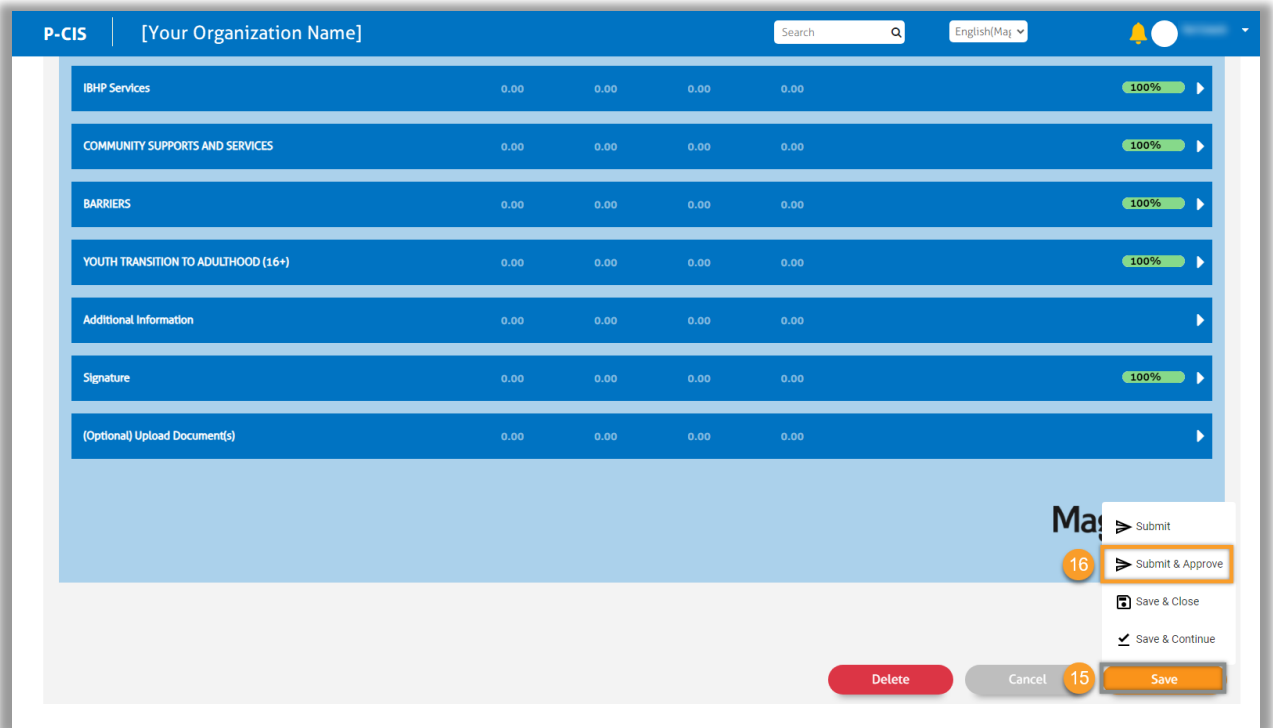 P-CIS [Your Organization Name] Search English(Maj
IBHP Services 0.00 0.00 0.00 0.00 100%
COMMUNITY SUPPORTS AND SERVICES 0.00 0.00 0.00 0.00 100%
BARRIERS 0.00 0.00 0.00 0.00 100%
YOUTH TRANSITION TO ADULTHOOD (16+) 0.00 0.00 0.00 0.00 100%
Additional Information 0.00 0.00 0.00 0.00
Signature 0.00 0.00 0.00 0.00 100%
(Optional) Upload Document(s) 0.00 0.00 0.00 0.00
Submit
16 Submit & Approve
Save & Close
Save & Continue
Delete Cancel 15 Save